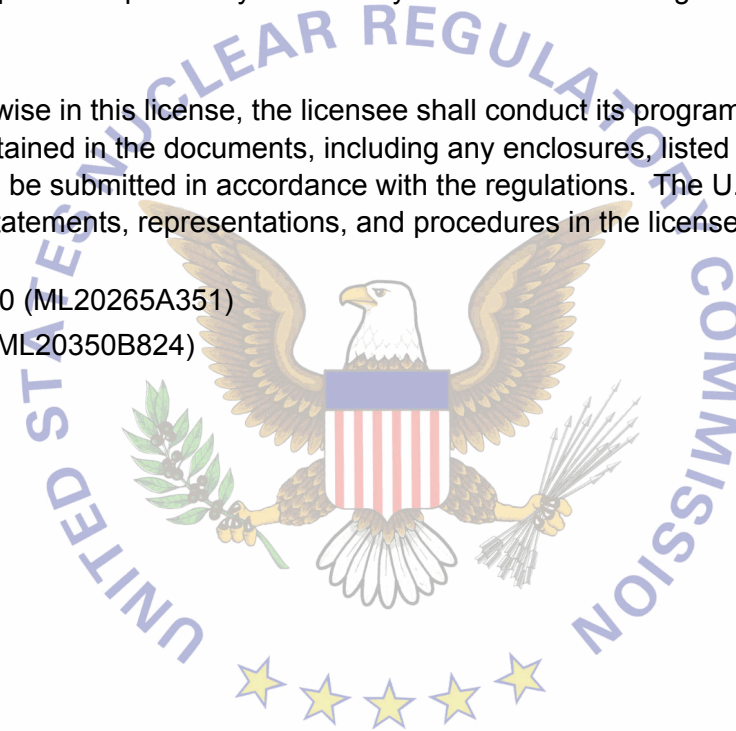 wise in this license, the licensee shall conduct its program
tained in the documents, including any enclosures, listed
be submitted in accordance with the regulations. The U.
tatements, representations, and procedures in the license
0 (ML20265A351)
ML20350B824)
UNITED STATES NUCLEAR REGULATORY COMMISSION